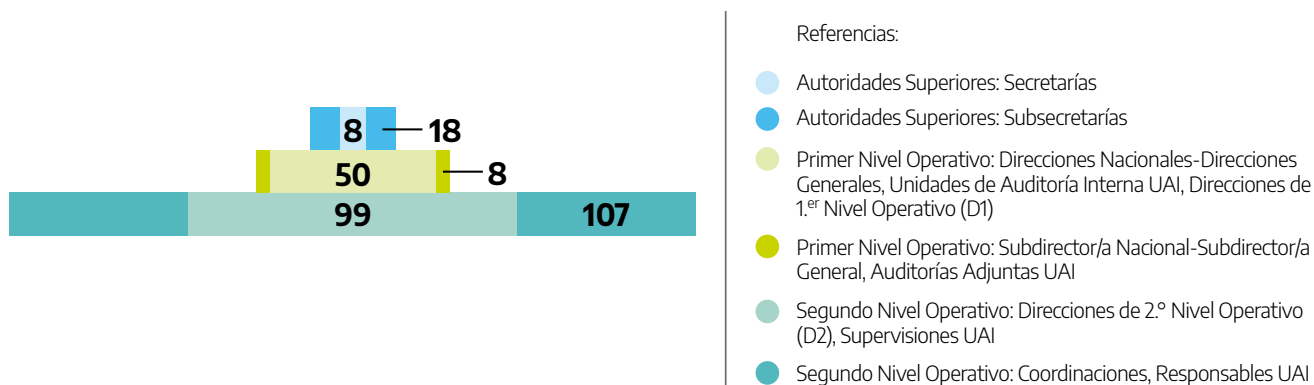 8
18
50
8
99
107
Referencias:
Autoridades Superiores: Secretarías
Autoridades Superiores: Subsecretarías
Primer Nivel Operativo: Direcciones Nacionales-Direcciones
Generales, Unidades de Auditoría Interna UAI, Direcciones de
1.er Nivel Operativo (D1)
Primer Nivel Operativo: Subdirector/a Nacional-Subdirector/a
General, Auditorías Adjuntas UAI
Segundo Nivel Operativo: Direcciones de 2.º Nivel Operativo
(D2), Supervisiones UAI
Segundo Nivel Operativo: Coordinaciones, Responsables UAI